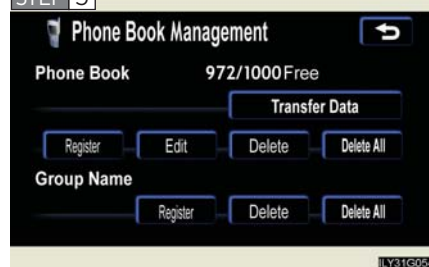 STEP 3
Phone Book Management
Phone Book 972/1000 Free
Transfer Data
Register Edit Delete Delete All
Group Name
Register Delete Delete All
ILY31G05